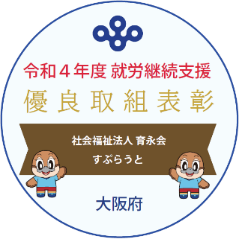 令和４年度 就労継続支援
優良取組表彰
社会福祉法人 育永会
すぷらうと
大阪府